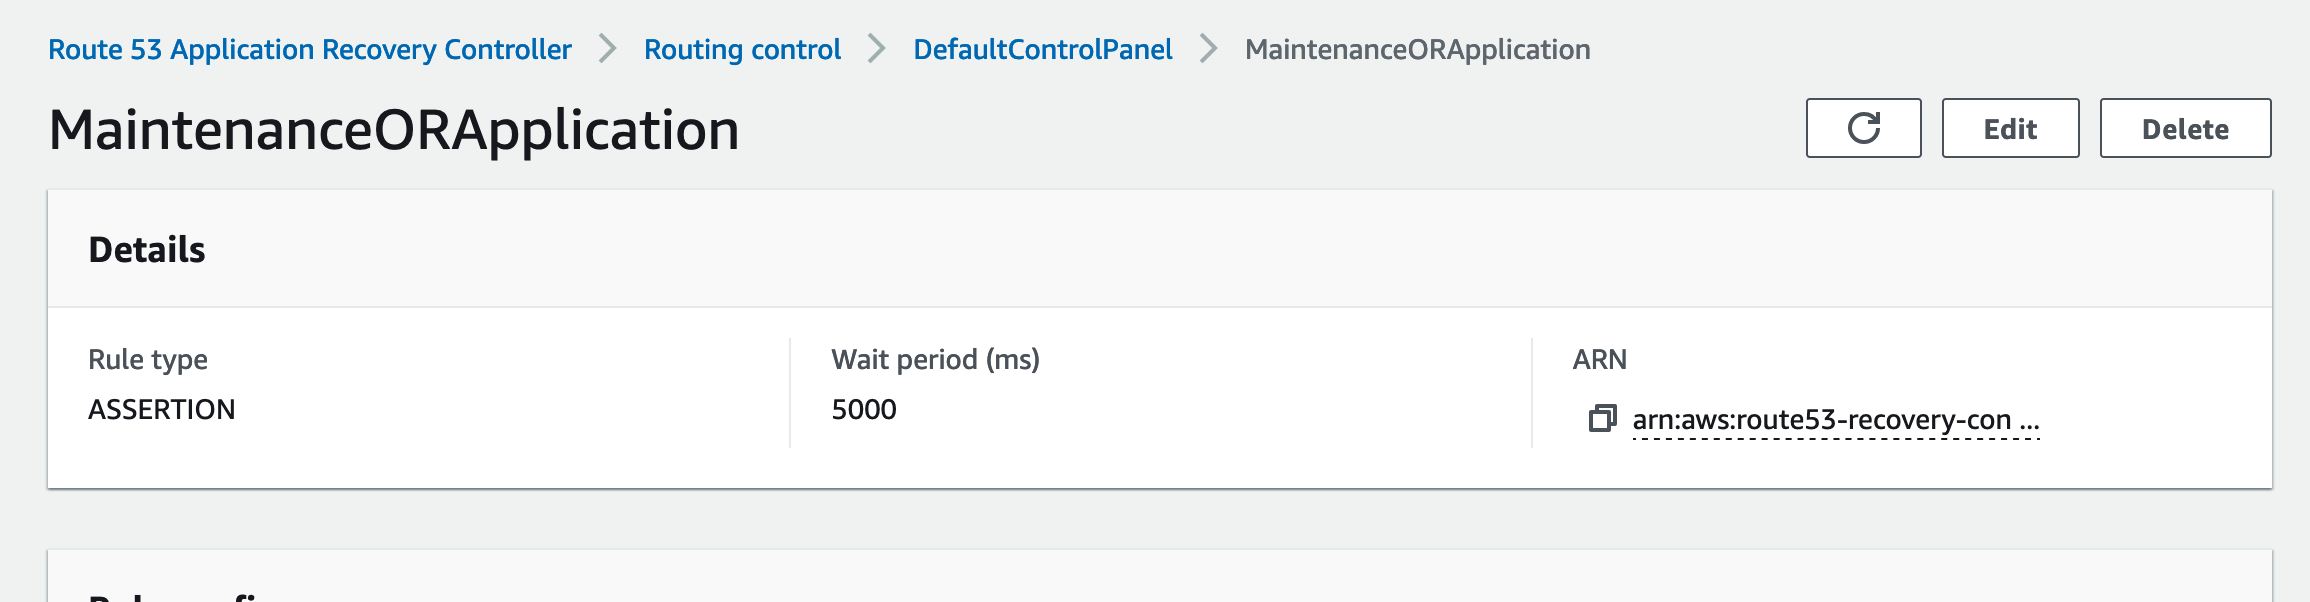 Route 53 Application Recovery Controller > Routing control > DefaultControlPanel > MaintenanceORApplication
MaintenanceORApplication
Edit
Delete
Details
Rule type
ASSERTION
Wait period (ms)
5000
ARN
arn:aws:route53-recovery-con ...